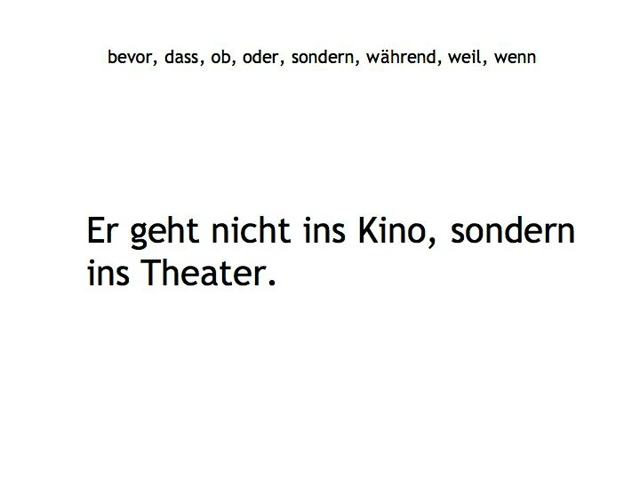 bevor, dass, ob, oder, sondern, während, weil, wenn
Er geht nicht ins Kino, sondern
ins Theater.